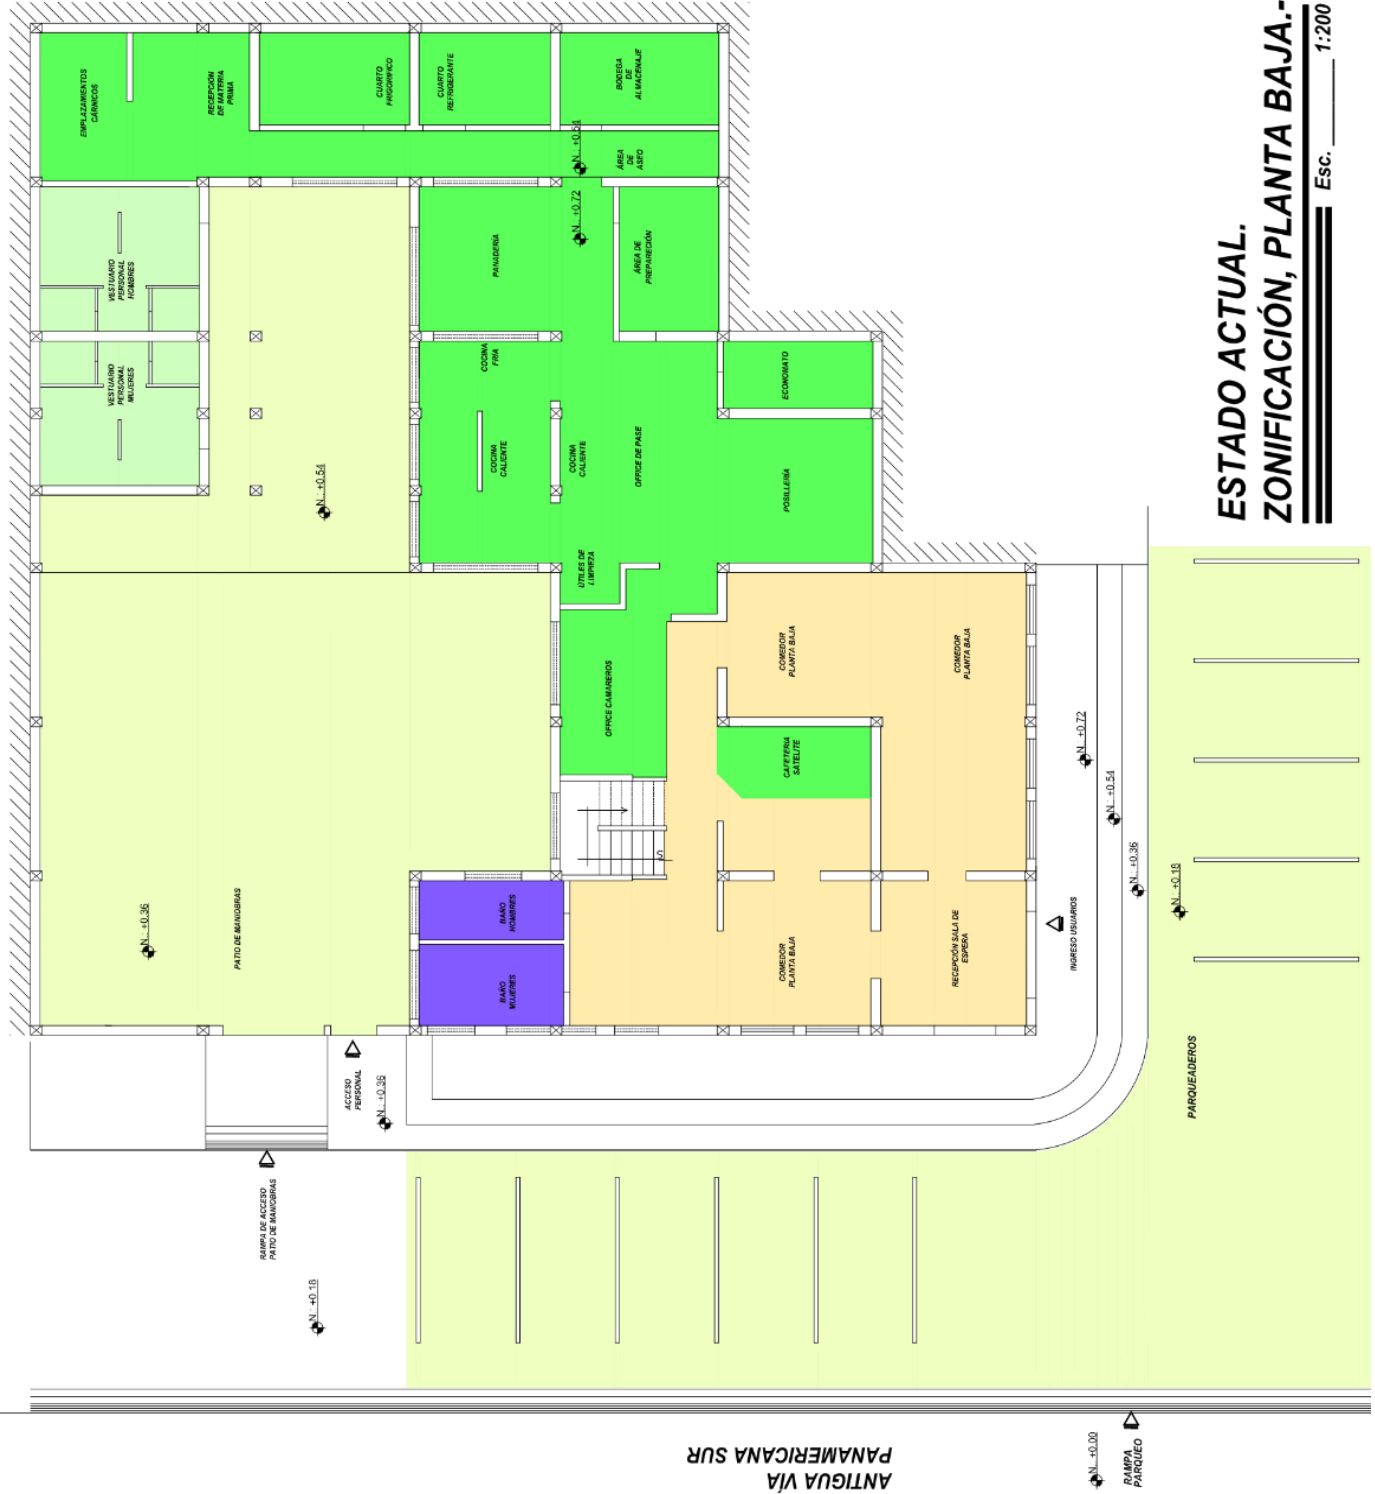 ESTADO ACTUAL.
ZONIFICACIÓN, PLANTA BAJA.-
Esc. ________ 1:200
EMPLAZAMIENTOS
CÁRNICOS
RECEPCIÓN
DE MATERIA
PRIMA
CUARTO
FRIGORIFICO
CUARTO
REFRIGERANTE
BODEGA
DE
ALMACENAJE
ÁREA
DE
ASEO
N.: +0.54
N.: +0.72
VESTUARIO
PERSONAL
HOMBRES
VESTUARIO
PERSONAL
MUJERES
PANADERÍA
ÁREA DE
PREPARECIÓN
COCINA
FRÍA
COCINA
CALIENTE
COCINA
CALIENTE
OFFICE DE PASE
ECONOMATO
POSILLERÍA
N.: +0.54
ÚTILES DE
LIMPIEZA
OFFICE CAMAREROS
COMEDOR
PLANTA BAJA
COMEDOR
PLANTA BAJA
CAFETERIA
SATELITE
S
N.: +0.36
PATIO DE MANIOBRAS
BAÑO
HOMBRES
BAÑO
MUJERES
COMEDOR
PLANTA BAJA
RECEPCIÓN SALA DE
ESPERA
INGRESO USUARIOS
N.: +0.72
N.: +0.54
N.: +0.36
N.: +0.18
ACCESO
PERSONAL
N.: +0.36
RAMPA DE ACCESO
PATIO DE MANIOBRAS
N.: +0.18
PARQUEADEROS
ANTIGUA VÍA
PANAMERICANA SUR
N.: +0.00
RAMPA
PARQUEO